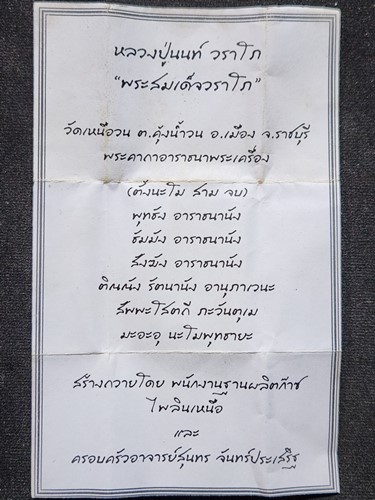 หลวงปู่นนท์ วราโภ
"พระสมเด็จวราโภ"
วัดเหนือวน ต.คุ้งน้ำวน อ.เมือง จ.ราชบุรี
พระคาถาอาราธนาพระเครื่อง
(ตั้งนะโม สาม จบ)
พุทธัง อาราธนานัง
ธัมมัง อาราธนานัง
สังฆัง อาราธนานัง
ติณณัง รัตนานัง อานุภาเวนะ
สัพพะโสตถี ภะวันตุเม
มะอะอุ นะโมพุทธายะ
สร้างถวายโดย พนักงานฐานผลิตก๊าซ
ไพลินเหนือ
และ
ครอบครัวอาจารย์สุนทร จันทร์ประเสริฐ